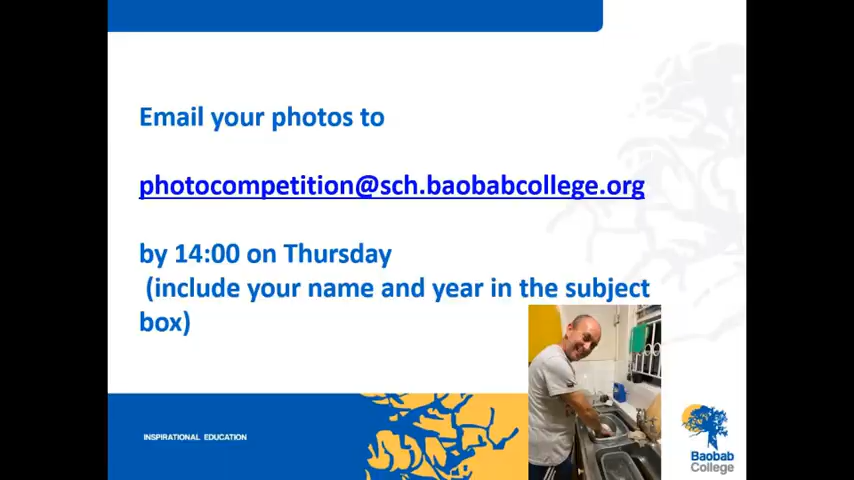 Email your photos to
photocompetition@sch.baobabcollege.org
by 14:00 on Thursday
(include your name and year in the subject
box)
INSPIRATIONAL EDUCATION
Baobab
College